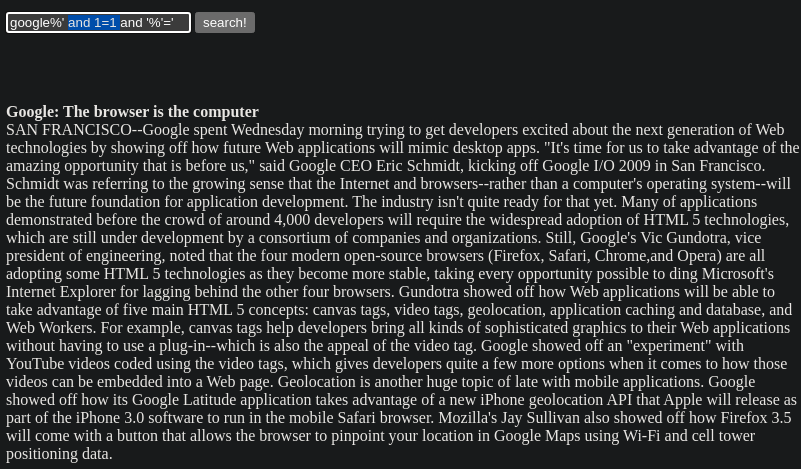 google%' and 1=1 and '%'=' search!
Google: The browser is the computer
SAN FRANCISCO--Google spent Wednesday morning trying to get developers excited about the next generation of Web
technologies by showing off how future Web applications will mimic desktop apps. "It's time for us to take advantage of the
amazing opportunity that is before us," said Google CEO Eric Schmidt, kicking off Google I/O 2009 in San Francisco.
Schmidt was referring to the growing sense that the Internet and browsers--rather than a computer's operating system--will
be the future foundation for application development. The industry isn't quite ready for that yet. Many of applications
demonstrated before the crowd of around 4,000 developers will require the widespread adoption of HTML 5 technologies,
which are still under development by a consortium of companies and organizations. Still, Google's Vic Gundotra, vice
president of engineering, noted that the four modern open-source browsers (Firefox, Safari, Chrome,and Opera) are all
adopting some HTML 5 technologies as they become more stable, taking every opportunity possible to ding Microsoft's
Internet Explorer for lagging behind the other four browsers. Gundotra showed off how Web applications will be able to
take advantage of five main HTML 5 concepts: canvas tags, video tags, geolocation, application caching and database, and
Web Workers. For example, canvas tags help developers bring all kinds of sophisticated graphics to their Web applications
without having to use a plug-in--which is also the appeal of the video tag. Google showed off an "experiment" with
YouTube videos coded using the video tags, which gives developers quite a few more options when it comes to how those
videos can be embedded into a Web page. Geolocation is another huge topic of late with mobile applications. Google
showed off how its Google Latitude application takes advantage of a new iPhone geolocation API that Apple will release as
part of the iPhone 3.0 software to run in the mobile Safari browser. Mozilla's Jay Sullivan also showed off how Firefox 3.5
will come with a button that allows the browser to pinpoint your location in Google Maps using Wi-Fi and cell tower
positioning data.